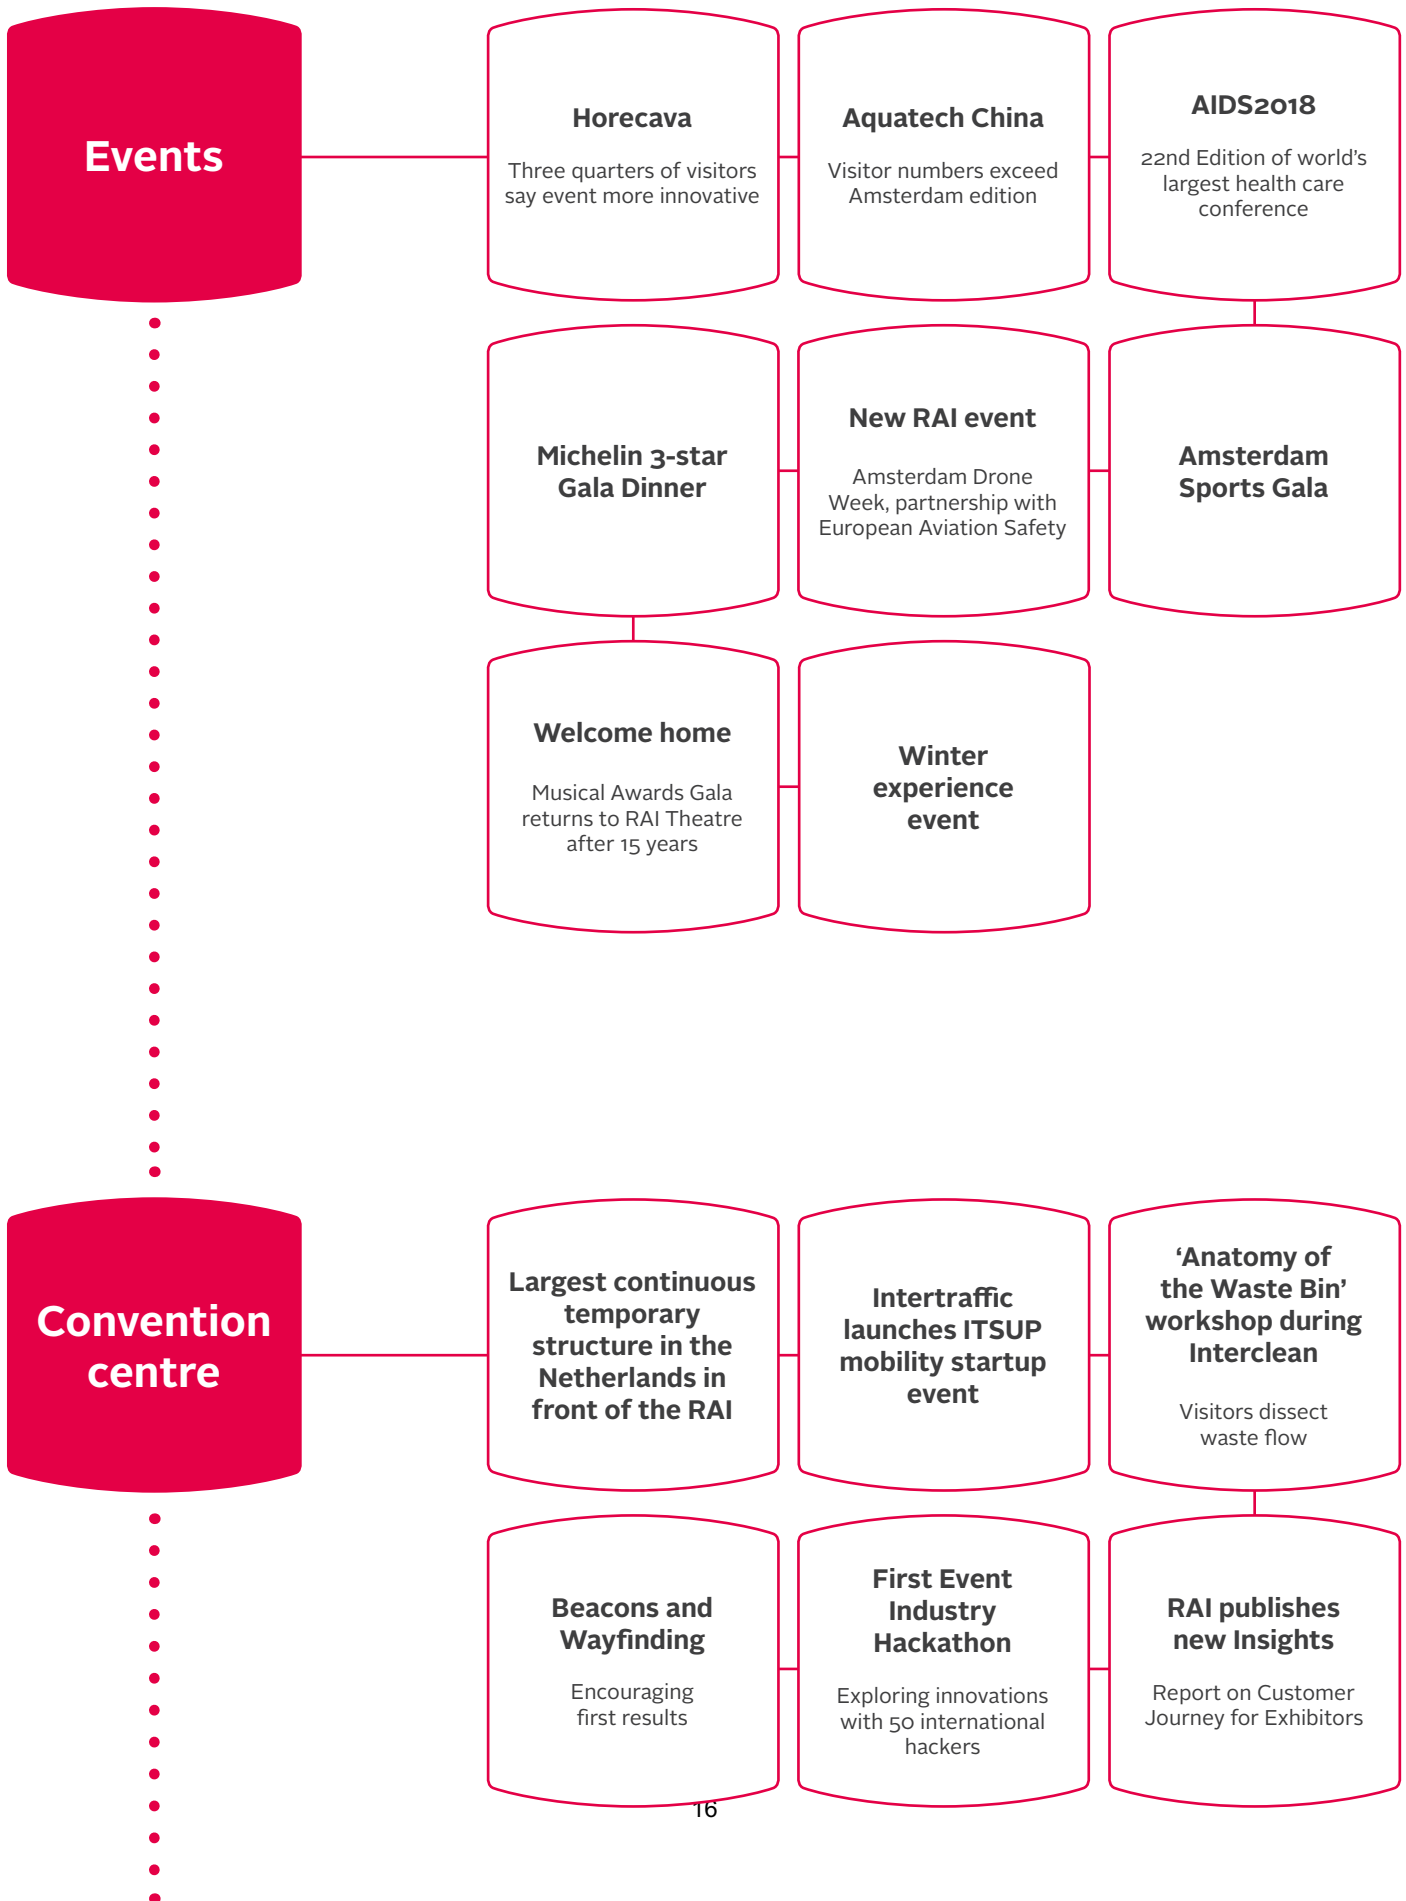 Events
Horecava
Three quarters of visitors
say event more innovative
Aquatech China
Visitor numbers exceed
Amsterdam edition
AIDS2018
22nd Edition of world's
largest health care
conference
Michelin 3-star
Gala Dinner
New RAI event
Amsterdam Drone
Week, partnership with
European Aviation Safety
Amsterdam
Sports Gala
Welcome home
Musical Awards Gala
returns to RAI Theatre
after 15 years
Winter
experience
event
Convention
centre
Largest continuous
temporary
structure in the
Netherlands in
front of the RAI
Intertraffic
launches ITSUP
mobility startup
event
‘Anatomy of
the Waste Bin’
workshop during
Interclean
Visitors dissect
waste flow
Beacons and
Wayfinding
Encouraging
first results
First Event
Industry
Hackathon
Exploring innovations
with 50 international
hackers
RAI publishes
new Insights
Report on Customer
Journey for Exhibitors
16